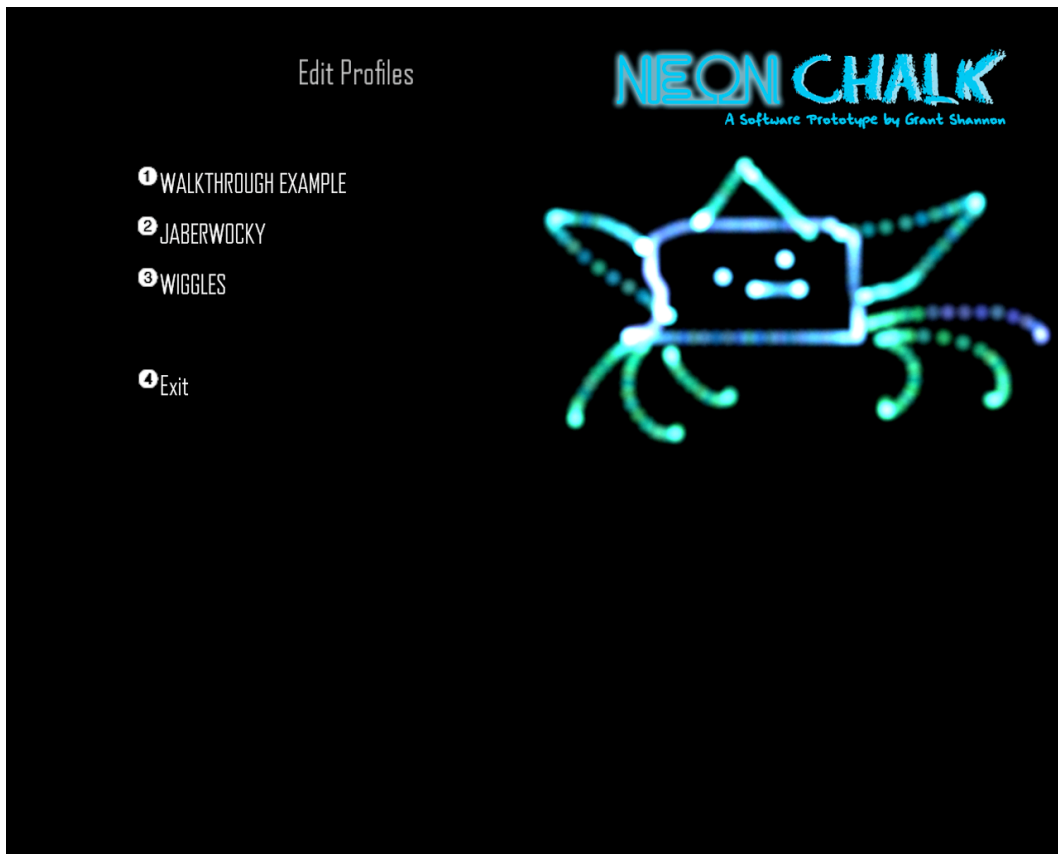 Edit Profiles
NEON CHALK
A Software Prototype by Grant Shannon
1 WALKTHROUGH EXAMPLE
2 JABERWOCKY
3 WIGGLES
4 Exit